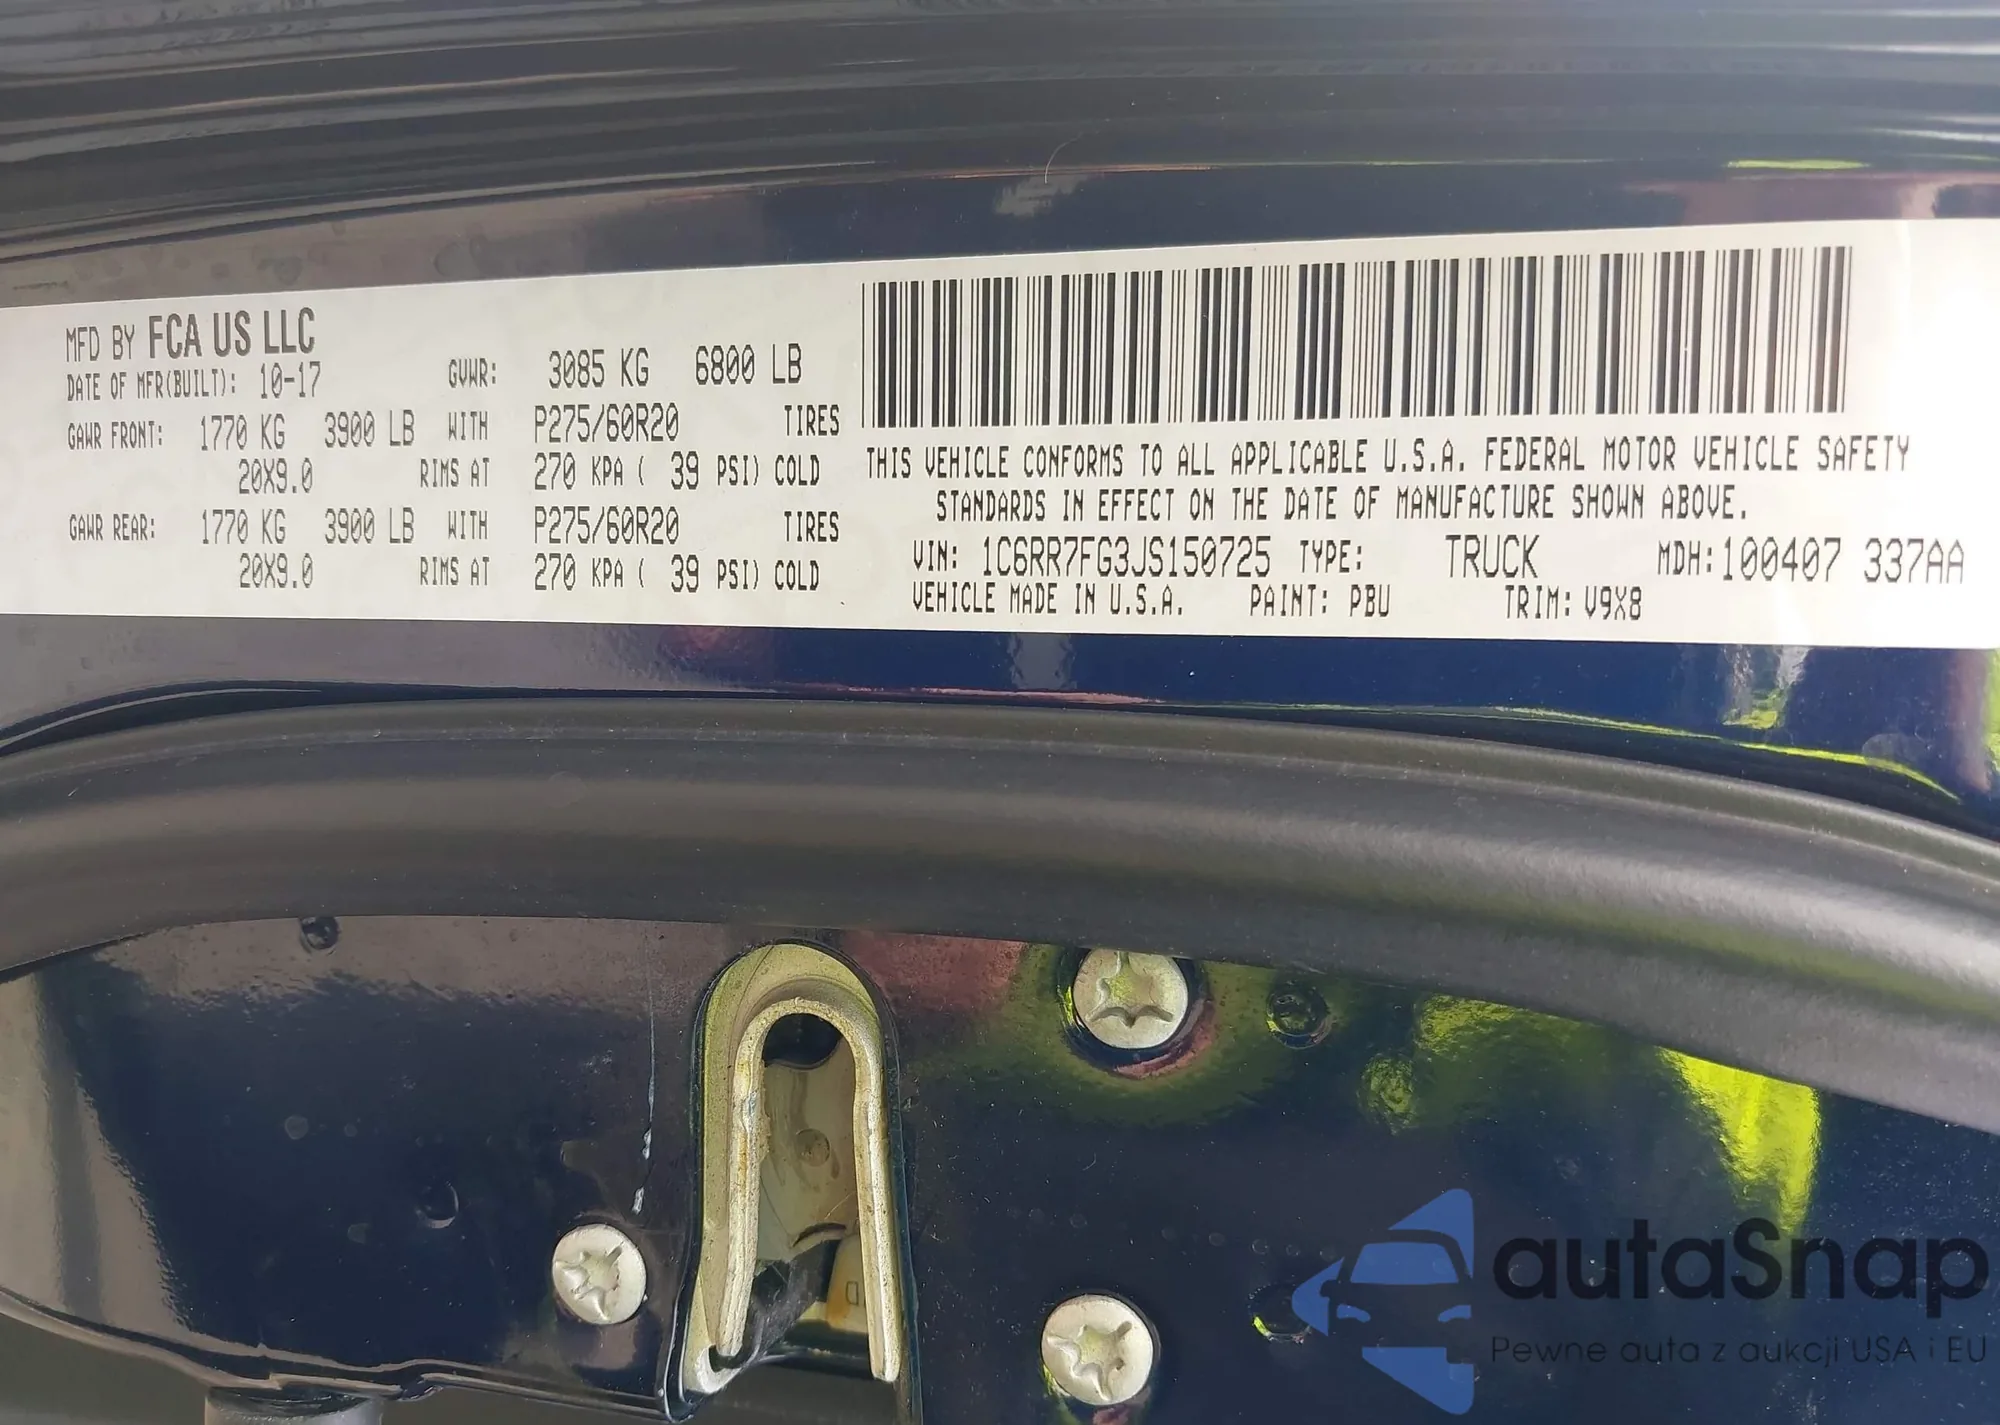 MFD BY FCA US LLC
DATE OF MFR(BUILT): 10-17 GVWR: 3085 KG 6800 LB
GAWR FRONT: 1770 KG 3900 LB WITH P275/60R20 TIRES
20X9.0 RIMS AT 270 KPA ( 39 PSI) COLD
GAWR REAR: 1770 KG 3900 LB WITH P275/60R20 TIRES
20X9.0 RIMS AT 270 KPA ( 39 PSI) COLD
THIS VEHICLE CONFORMS TO ALL APPLICABLE U.S.A. FEDERAL MOTOR VEHICLE SAFETY
STANDARDS IN EFFECT ON THE DATE OF MANUFACTURE SHOWN ABOVE.
VIN: 1C6RR7FG3JS150725 TYPE: TRUCK MDH:100407 337AA
VEHICLE MADE IN U.S.A. PAINT: PBU TRIM: V9X8
autaSnap
Pewne auta z aukcji USA i EU